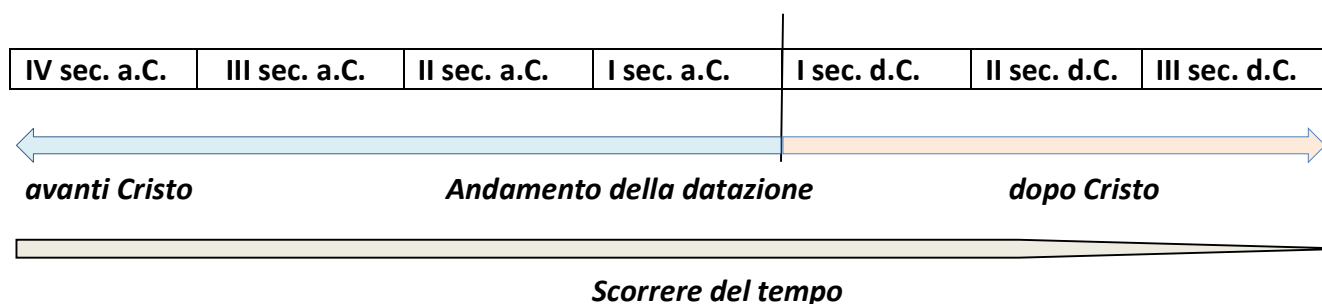 IV sec. a.C. III sec. a.C. II sec. a.C. I sec. a.C. I sec. d.C. II sec. d.C. III sec. d.C.
avanti Cristo Andamento della datazione dopo Cristo
Scorrere del tempo